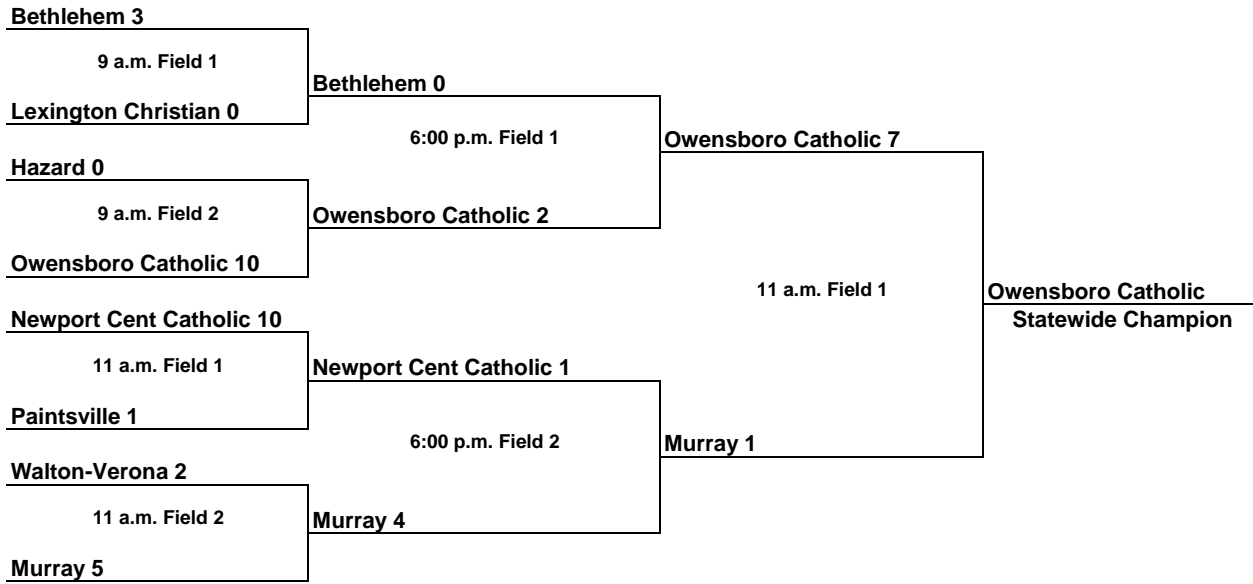 Bethlehem 3
9 a.m. Field 1
Bethlehem 0
Lexington Christian 0
6:00 p.m. Field 1
Owensboro Catholic 7
Hazard 0
9 a.m. Field 2
Owensboro Catholic 2
Owensboro Catholic 10
11 a.m. Field 1
Owensboro Catholic
Statewide Champion
Newport Cent Catholic 10
11 a.m. Field 1
Newport Cent Catholic 1
Paintsville 1
6:00 p.m. Field 2
Murray 1
Walton-Verona 2
11 a.m. Field 2
Murray 4
Murray 5